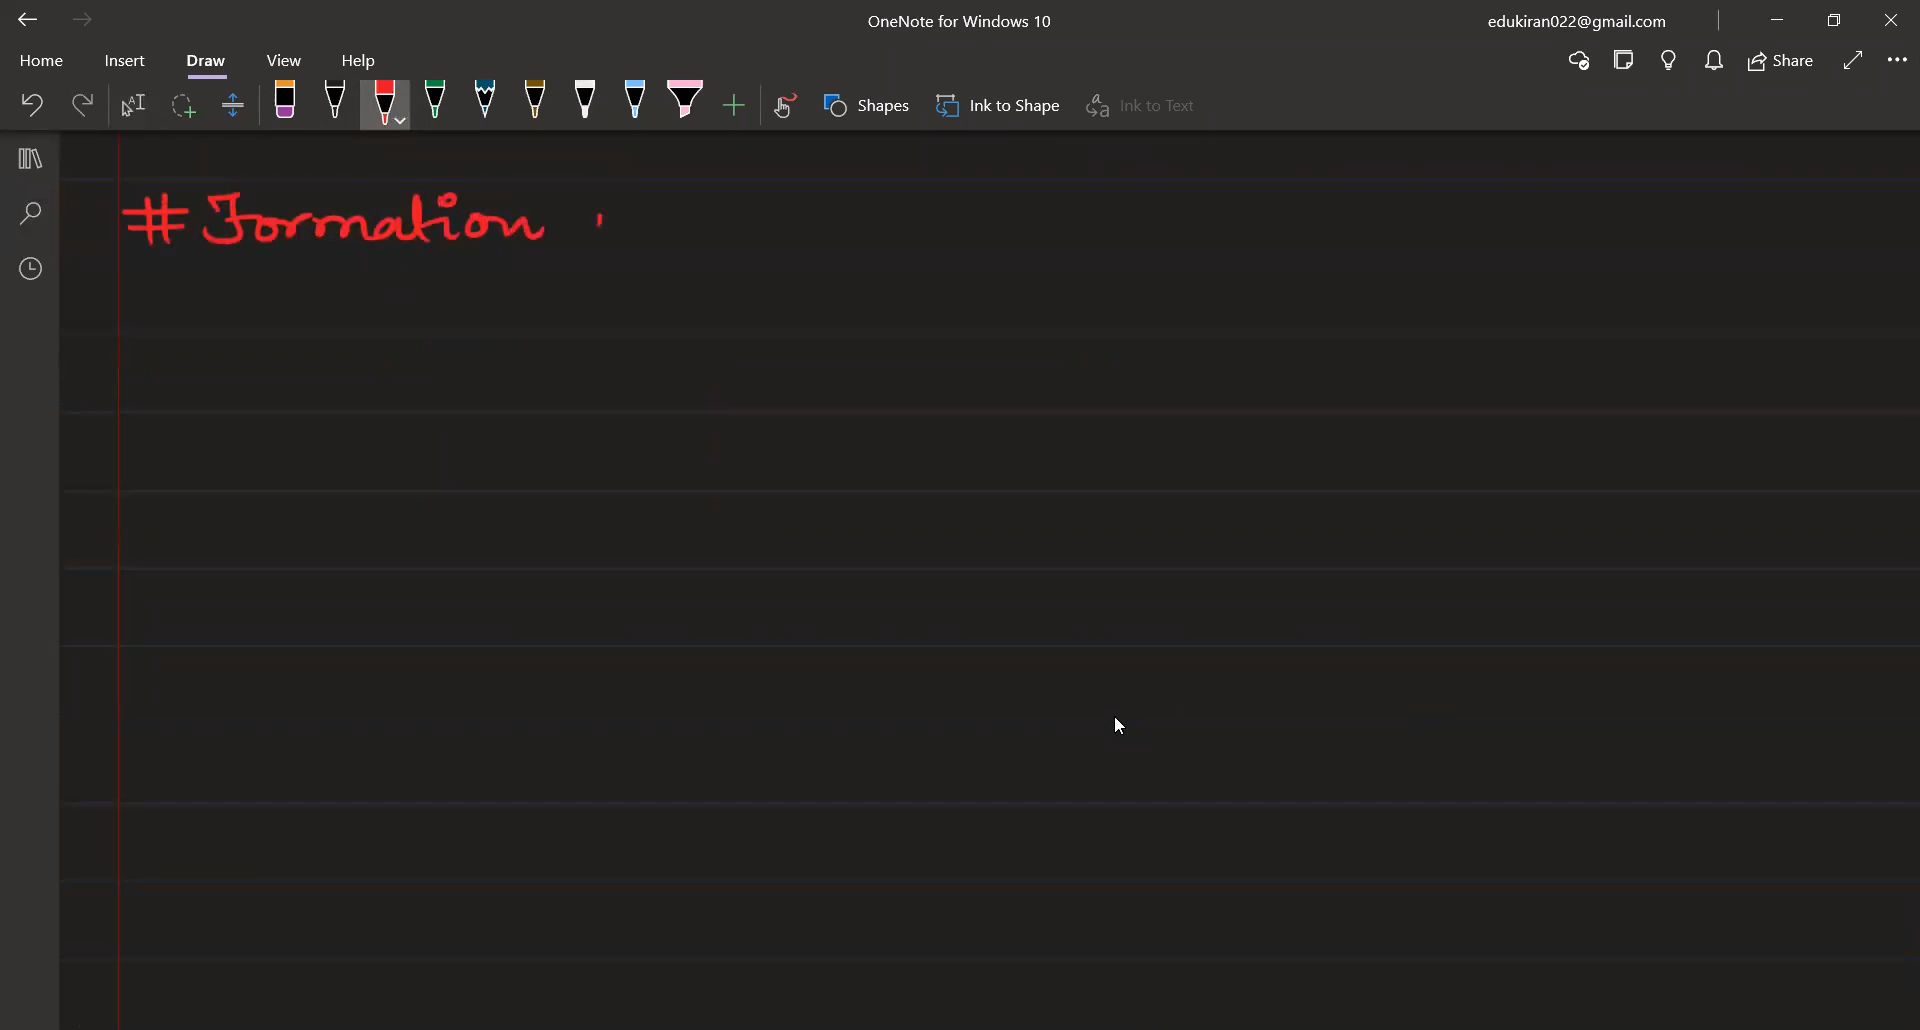 OneNote for Windows 10
edukiran022@gmail.com
Home Insert Draw View Help
Share
Shapes
Ink to Shape
Ink to Text
# Formation